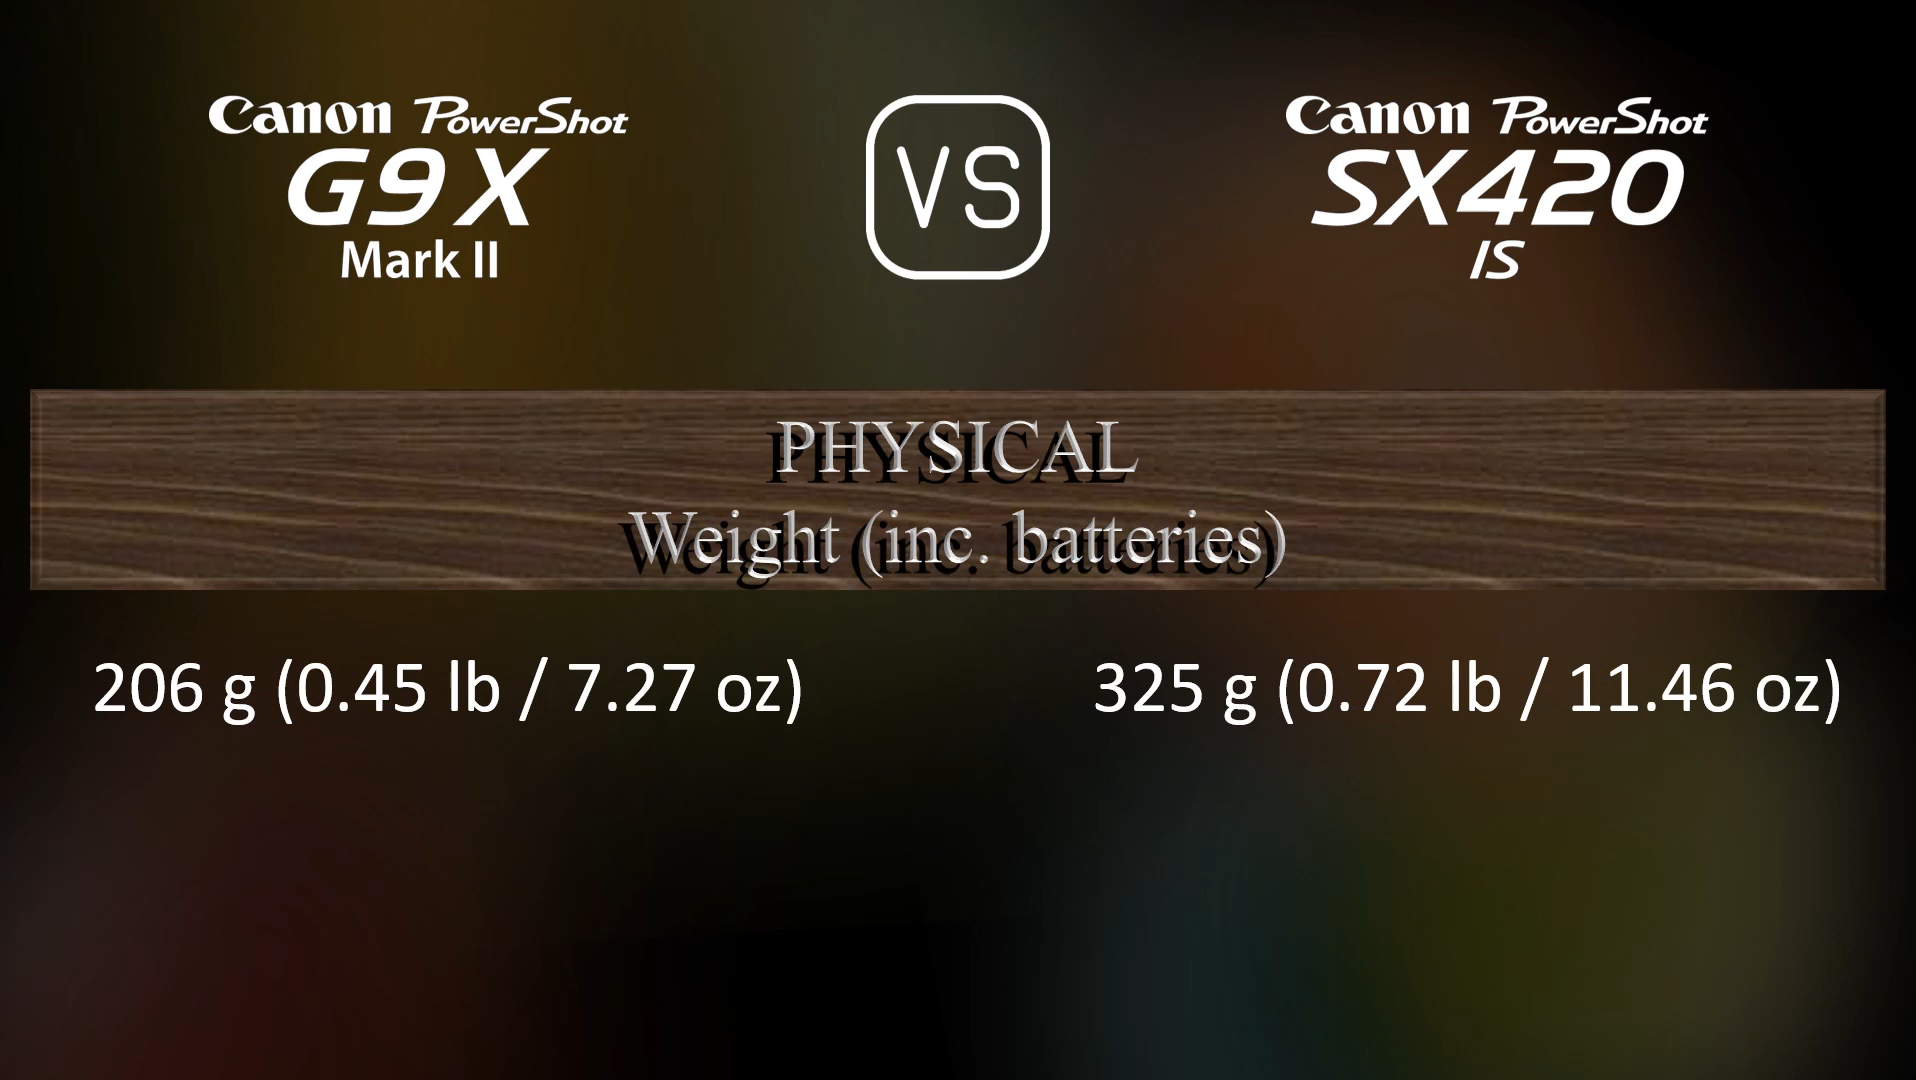 Canon PowerShot
G9 X
Mark II
VS
Canon PowerShot
SX420
IS
PHYSICAL
Weight (inc. batteries)
206 g (0.45 lb / 7.27 oz)
325 g (0.72 lb / 11.46 oz)